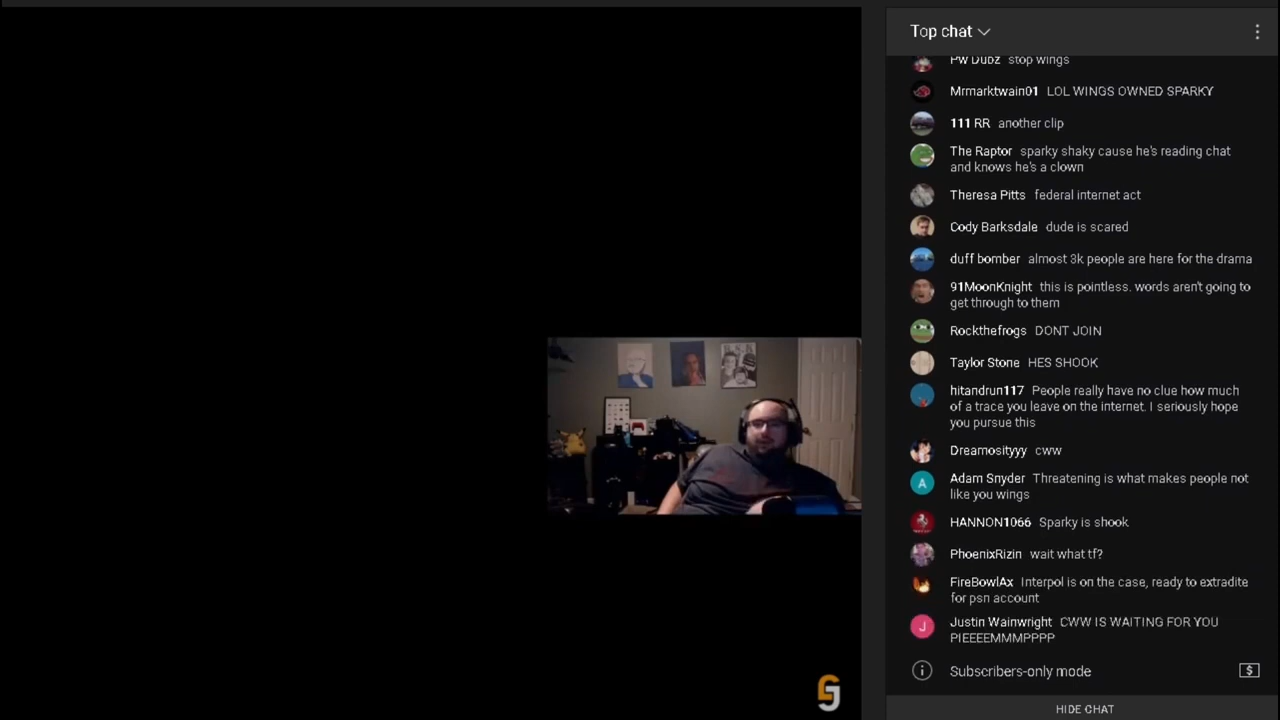 Top chat
Pw Dubz stop wings
Mrmarktwain01 LOL WINGS OWNED SPARKY
111 RR another clip
The Raptor sparky shaky cause he's reading chat
and knows he's a clown
Theresa Pitts federal internet act
Cody Barksdale dude is scared
duff bomber almost 3k people are here for the drama
91MoonKnight this is pointless. words aren't going to
get through to them
Rockthefrogs DONT JOIN
Taylor Stone HES SHOOK
hitandrun117 People really have no clue how much
of a trace you leave on the internet. I seriously hope
you pursue this
Dreamosityyy cww
A Adam Snyder Threatening is what makes people not
like you wings
HANNON1066 Sparky is shook
PhoenixRizin wait what tf?
FireBowlAx Interpol is on the case, ready to extradite
for psn account
J Justin Wainwright CWW IS WAITING FOR YOU
PIEEEEMMMPPPP
Subscribers-only mode
HIDE CHAT